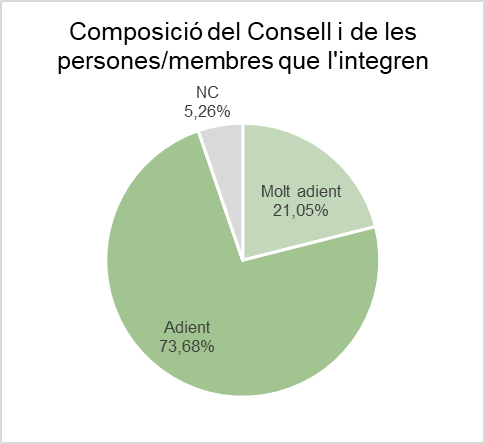 Composició del Consell i de les
persones/membres que l'integren
NC
5,26%
Molt adient
21,05%
Adient
73,68%